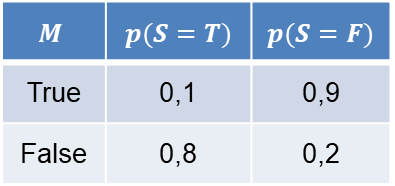 M p(S = T) p(S = F)
True 0,1 0,9
False 0,8 0,2